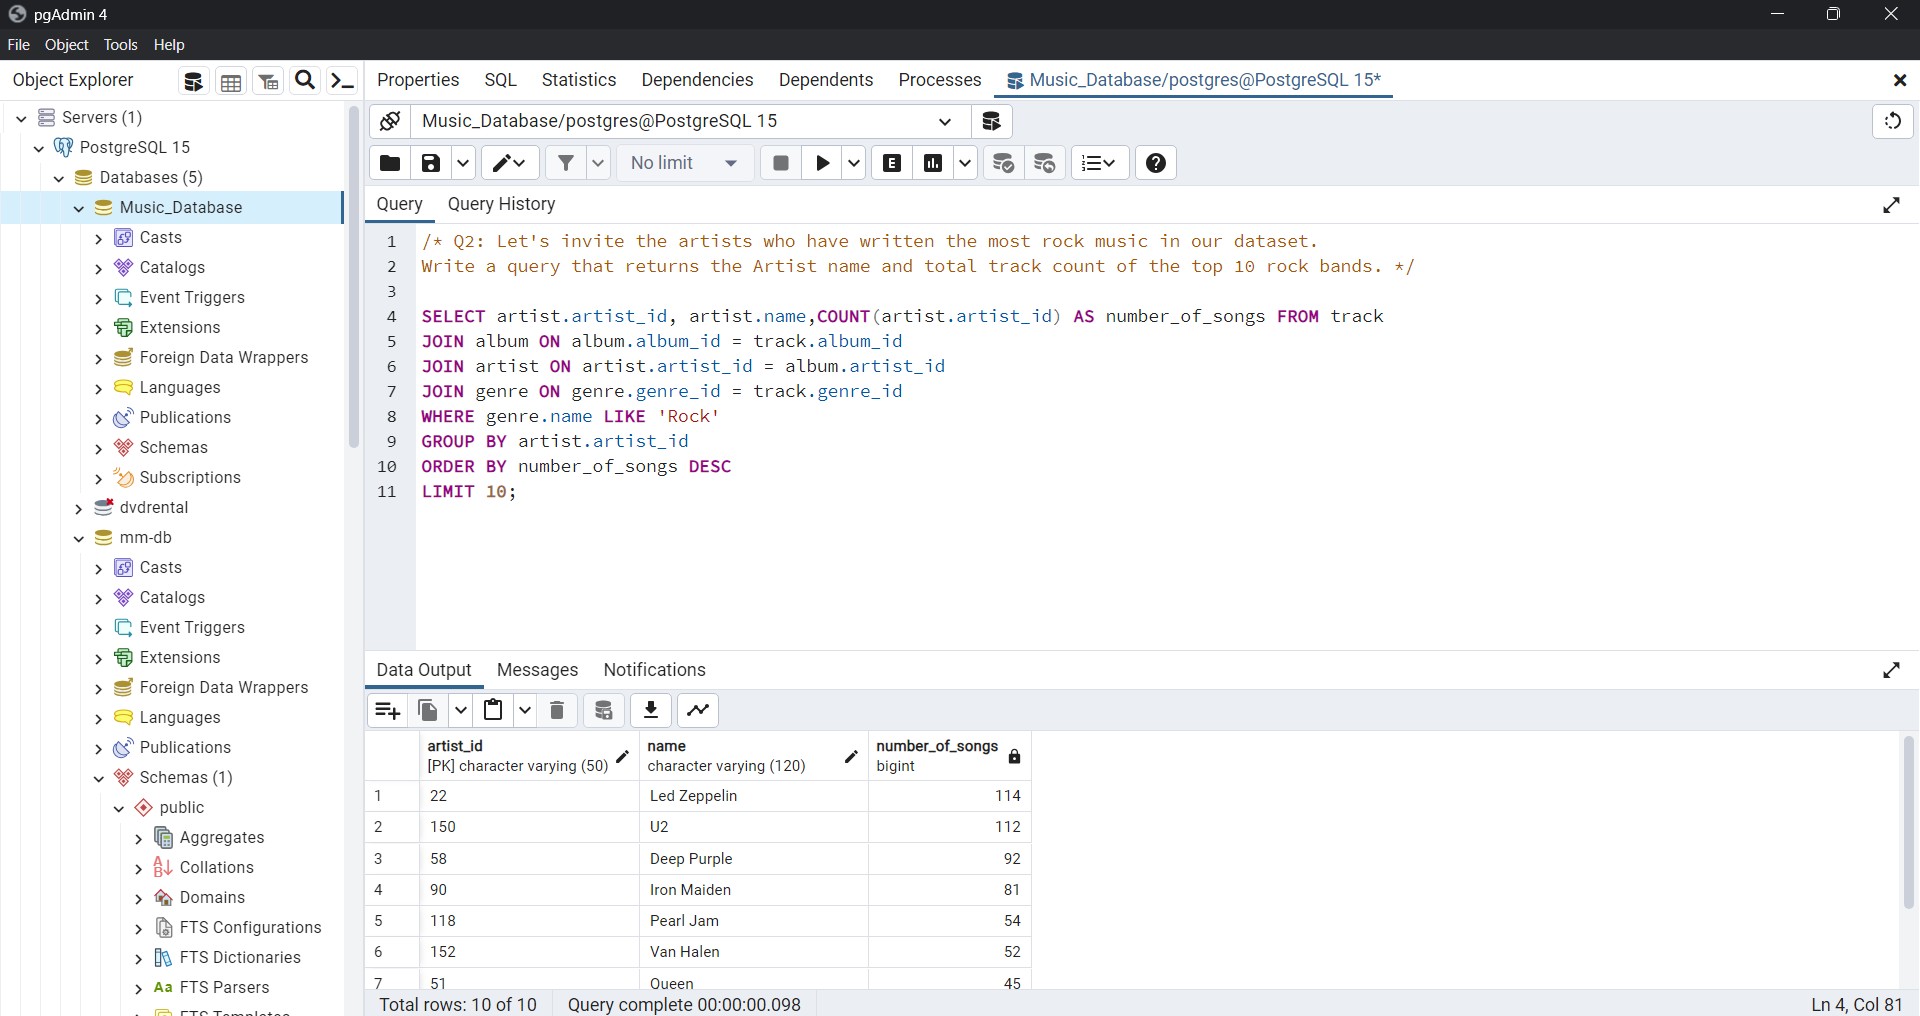 pgAdmin 4
File Object Tools Help
Object Explorer
Properties SQL Statistics Dependencies Dependents Processes Music_Database/postgres@PostgreSQL 15*
Servers (1)
PostgreSQL 15
Databases (5)
Music_Database
Casts
Catalogs
Event Triggers
Extensions
Foreign Data Wrappers
Languages
Publications
Schemas
Subscriptions
dvdrental
mm-db
Casts
Catalogs
Event Triggers
Extensions
Foreign Data Wrappers
Languages
Publications
Schemas (1)
public
Aggregates
Collations
Domains
FTS Configurations
FTS Dictionaries
Aa FTS Parsers
FTS Templates
Music_Database/postgres@PostgreSQL 15
No limit
E
Query Query History
1 /* Q2: Let's invite the artists who have written the most rock music in our dataset.
2 Write a query that returns the Artist name and total track count of the top 10 rock bands. */
3
4 SELECT artist.artist_id, artist.name,COUNT(artist.artist_id) AS number_of_songs FROM track
5 JOIN album ON album.album_id = track.album_id
6 JOIN artist ON artist.artist_id = album.artist_id
7 JOIN genre ON genre.genre_id = track.genre_id
8 WHERE genre.name LIKE 'Rock'
9 GROUP BY artist.artist_id
10 ORDER BY number_of_songs DESC
11 LIMIT 10;
Data Output Messages Notifications
artist_id name number_of_songs
[PK] character varying (50) character varying (120) bigint
1 22 Led Zeppelin 114
2 150 U2 112
3 58 Deep Purple 92
4 90 Iron Maiden 81
5 118 Pearl Jam 54
6 152 Van Halen 52
7 51 Queen 45
Total rows: 10 of 10 Query complete 00:00:00.098 Ln 4, Col 81